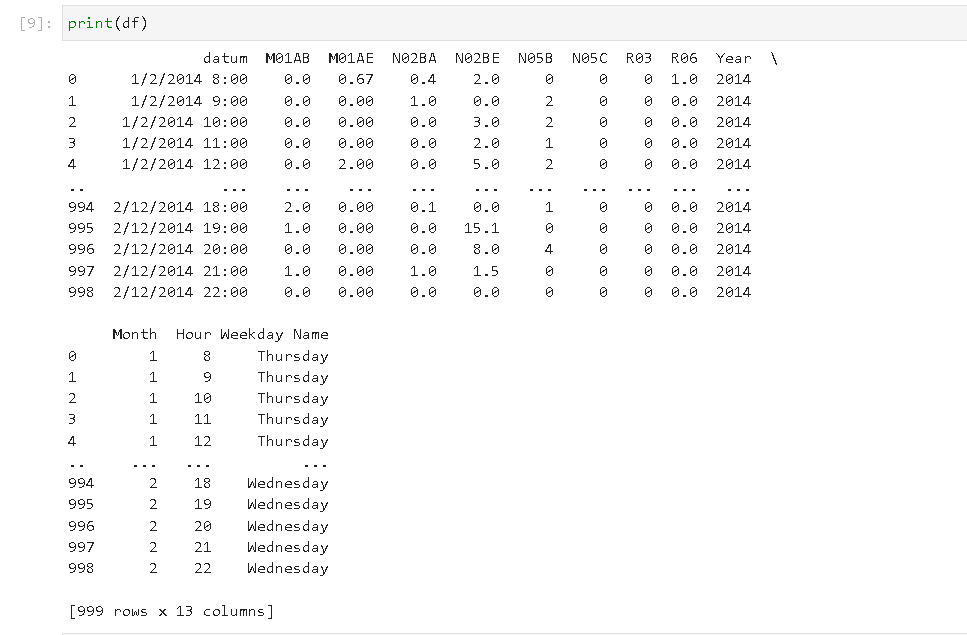 [9]: print(df)
datum M01AB M01AE N02BA N02BE N05B N05C R03 R06 Year \
0 1/2/2014 8:00 0.0 0.67 0.4 2.0 0 0 0 1.0 2014
1 1/2/2014 9:00 0.0 0.00 1.0 0.0 2 0 0 0.0 2014
2 1/2/2014 10:00 0.0 0.00 0.0 3.0 2 0 0 0.0 2014
3 1/2/2014 11:00 0.0 0.00 0.0 2.0 1 0 0 0.0 2014
4 1/2/2014 12:00 0.0 2.00 0.0 5.0 2 0 0 0.0 2014
.. ... ... ... ... ... ... ... ... ... ...
994 2/12/2014 18:00 2.0 0.00 0.1 0.0 1 0 0 0.0 2014
995 2/12/2014 19:00 1.0 0.00 0.0 15.1 0 0 0 0.0 2014
996 2/12/2014 20:00 0.0 0.00 0.0 8.0 4 0 0 0.0 2014
997 2/12/2014 21:00 1.0 0.00 1.0 1.5 0 0 0 0.0 2014
998 2/12/2014 22:00 0.0 0.00 0.0 0.0 0 0 0 0.0 2014
Month Hour Weekday Name
0 1 8 Thursday
1 1 9 Thursday
2 1 10 Thursday
3 1 11 Thursday
4 1 12 Thursday
.. ... ... ...
994 2 18 Wednesday
995 2 19 Wednesday
996 2 20 Wednesday
997 2 21 Wednesday
998 2 22 Wednesday
[999 rows x 13 columns]